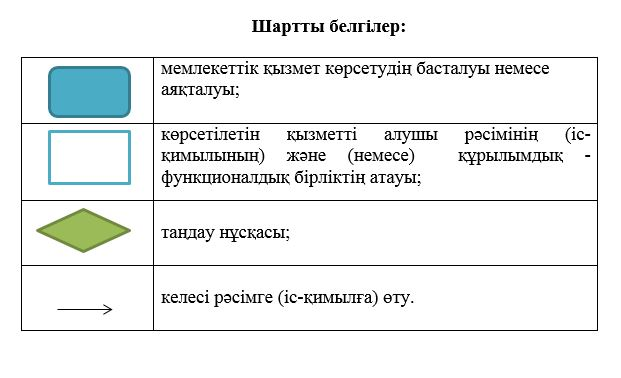 Шартты белгілер:
мемлекеттік қызмет көрсетудің басталуы немесе
аяқталуы;
көрсетілетін қызметті алушы рәсімінің (іс-
қимылының) және (немесе) құрылымдық -
функционалдық бірліктің атауы;
таңдау нұсқасы;
келесі рәсімге (іс-қимылға) өту.